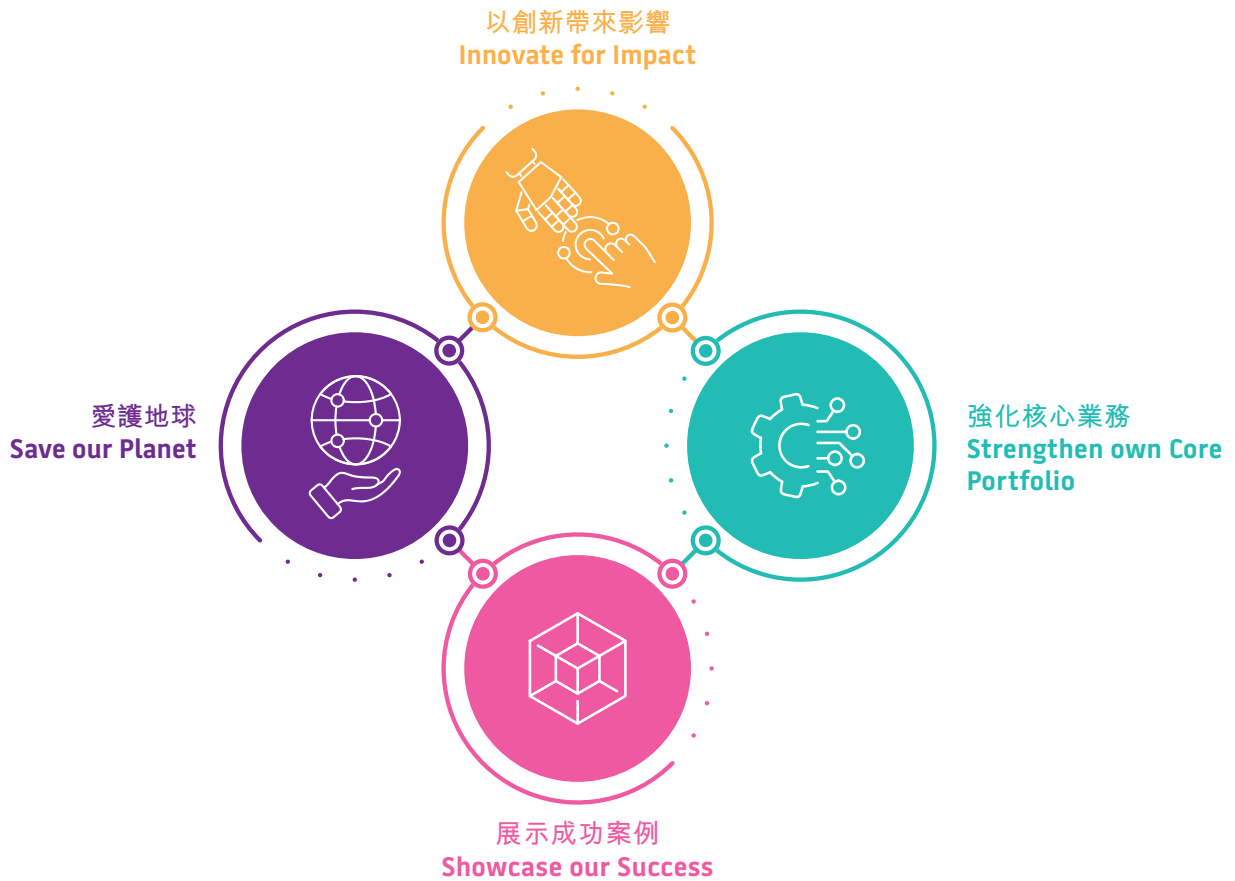 以創新帶來影響
Innovate for Impact
愛護地球
Save our Planet
強化核心業務
Strengthen own Core
Portfolio
展示成功案例
Showcase our Success